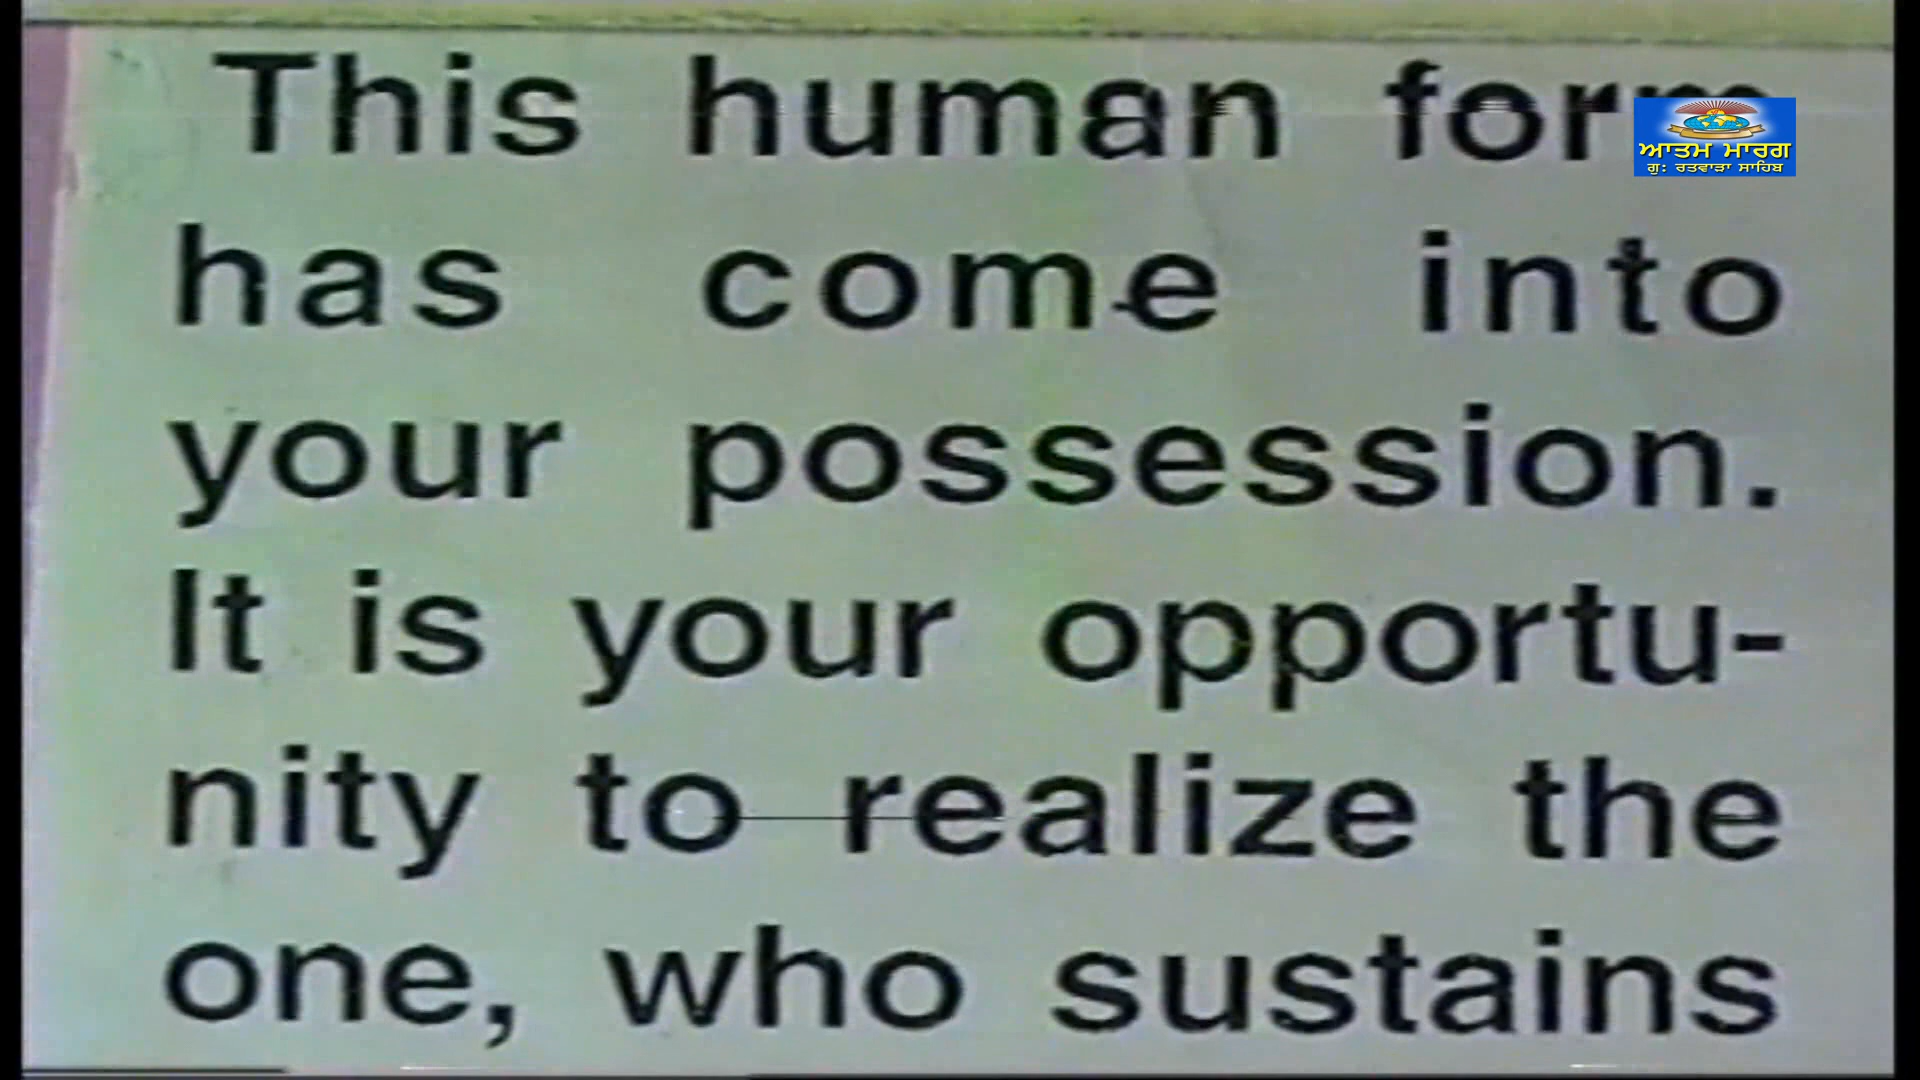 This human form
has come into
your possession.
It is your opportu-
nity to realize the
one, who sustains
ਆਤਮ ਮਾਰਗ
ਗੁ: ਰਤਵਾੜਾ ਸਾਹਿਬ